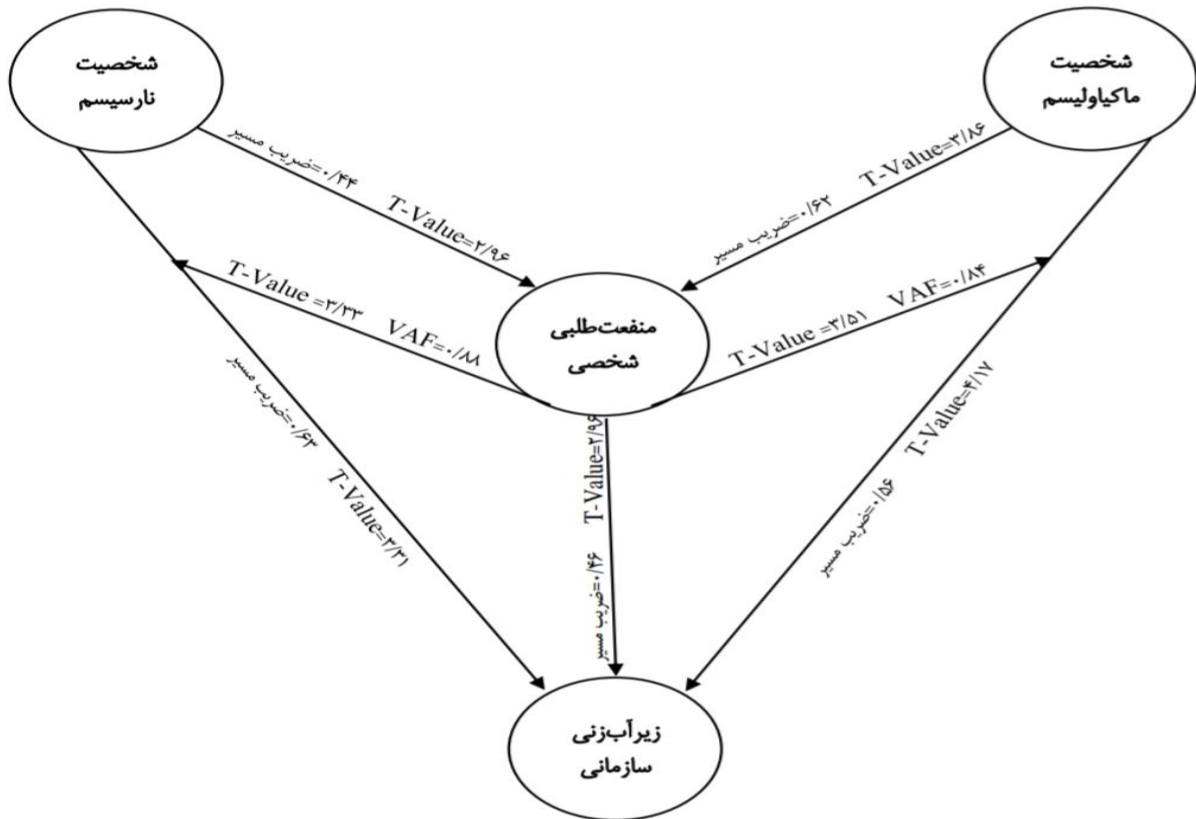 شخصیت
ماکیاولیسم
شخصیت
نارسیسم
T-Value=۳/۸۶ ضریب مسیر=۰/۶۲
ضریب مسیر=۰/۴۴ T-Value=۲/۹۶
منفعت‌طلبی
شخصی
T-Value =۳/۵۱ VAF=۰/۸۴
T-Value =۳/۳۳ VAF=۰/۸۸
T-Value=۴/۱۷ ضریب مسیر=۰/۵۶
ضریب مسیر=۰/۶۳ T-Value=۳/۳۱
ضریب مسیر=۰/۴۶ T-Value=۲/۹۶
زیرآب‌زنی
سازمانی